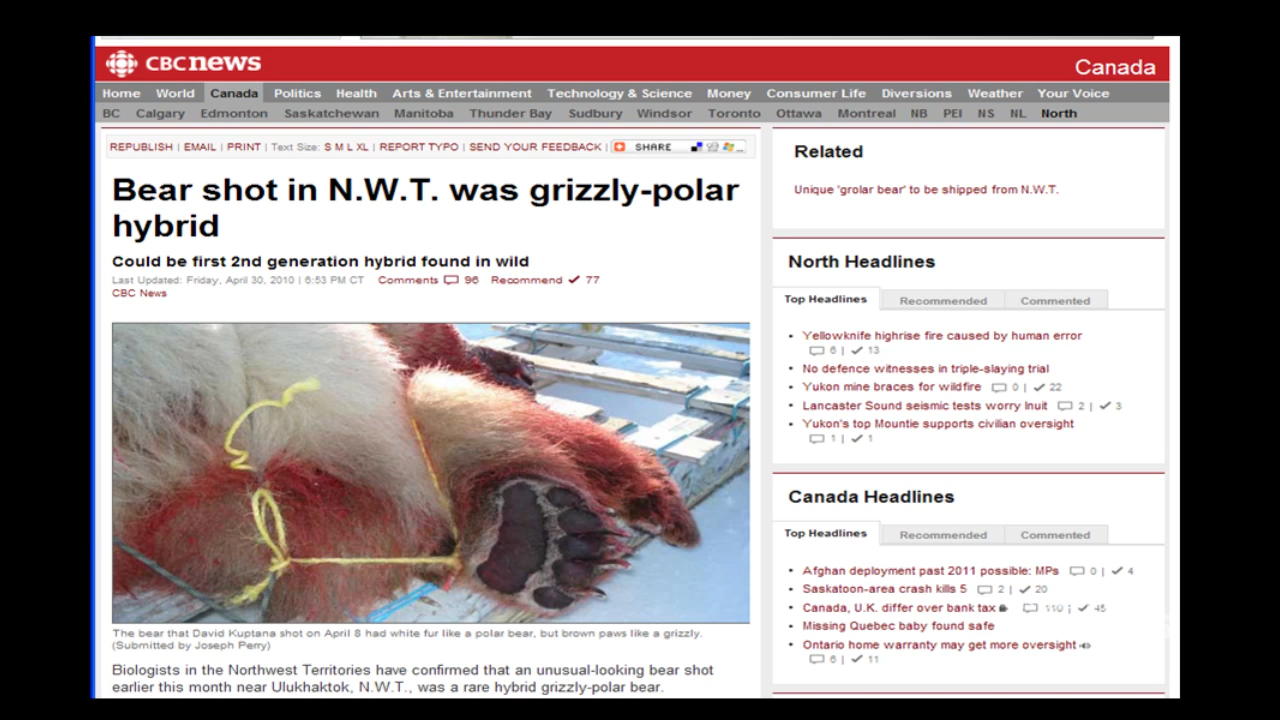 CBCnews
Canada
Home World Canada Politics Health Arts & Entertainment Technology & Science Money Consumer Life Diversions Weather Your Voice
BC Calgary Edmonton Saskatchewan Manitoba Thunder Bay Sudbury Windsor Toronto Ottawa Montreal NB PEI NS NL North
REPUBLISH | EMAIL | PRINT | Text Size: S M L XL | REPORT TYPO | SEND YOUR FEEDBACK | SHARE
Bear shot in N.W.T. was grizzly-polar
hybrid
Could be first 2nd generation hybrid found in wild
Last Updated: Friday, April 30, 2010 | 6:53 PM CT Comments 96 Recommend 77
CBC News
The bear that David Kuptana shot on April 8 had white fur like a polar bear, but brown paws like a grizzly.
(Submitted by Joseph Perry)
Biologists in the Northwest Territories have confirmed that an unusual-looking bear shot
earlier this month near Ulukhaktok, N.W.T., was a rare hybrid grizzly-polar bear.
Related
Unique 'grolar bear' to be shipped from N.W.T.
North Headlines
Top Headlines Recommended Commented
Yellowknife highrise fire caused by human error
6 | 13
No defence witnesses in triple-slaying trial
Yukon mine braces for wildfire 0 | 22
Lancaster Sound seismic tests worry Inuit 2 | 3
Yukon's top Mountie supports civilian oversight
1 | 1
Canada Headlines
Top Headlines Recommended Commented
Afghan deployment past 2011 possible: MPs 0 | 4
Saskatoon-area crash kills 5 2 | 20
Canada, U.K. differ over bank tax 110 | 45
Missing Quebec baby found safe
Ontario home warranty may get more oversight
6 | 11